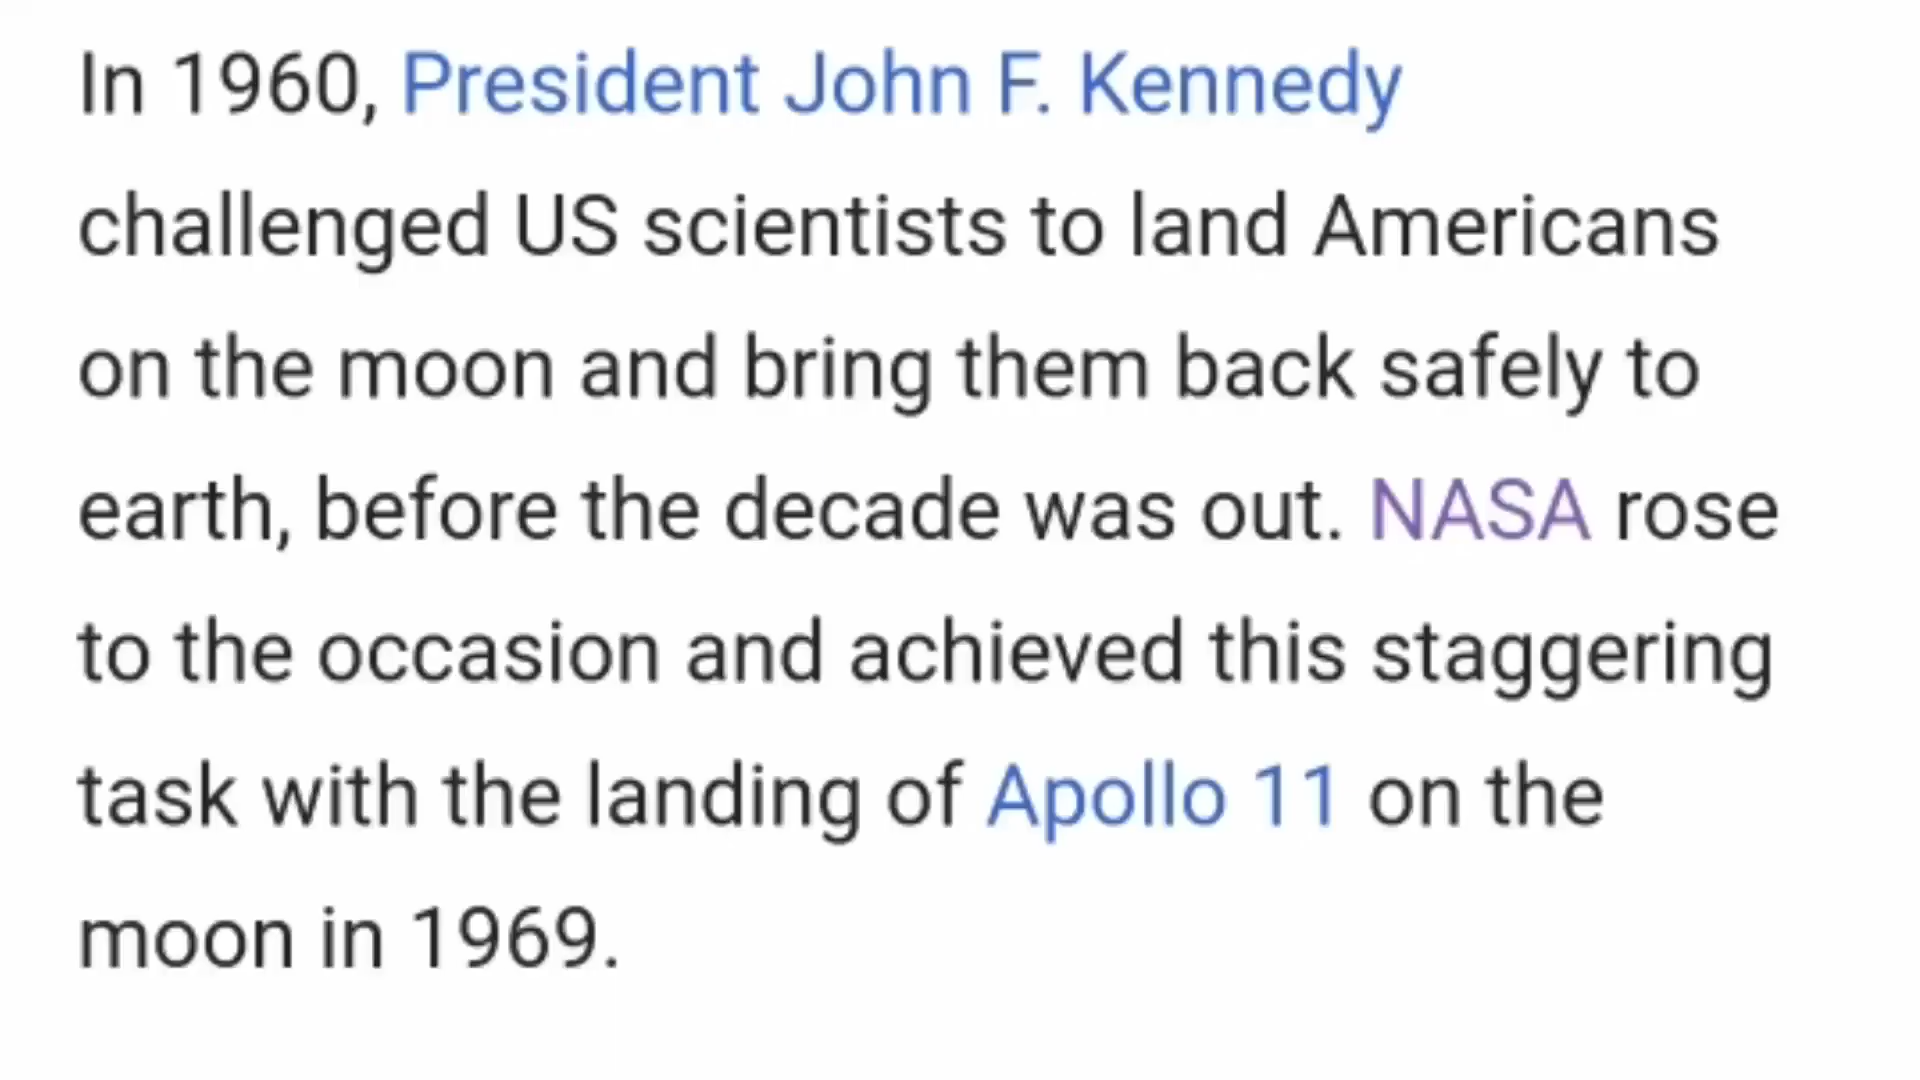 In 1960, President John F. Kennedy
challenged US scientists to land Americans
on the moon and bring them back safely to
earth, before the decade was out. NASA rose
to the occasion and achieved this staggering
task with the landing of Apollo 11 on the
moon in 1969.